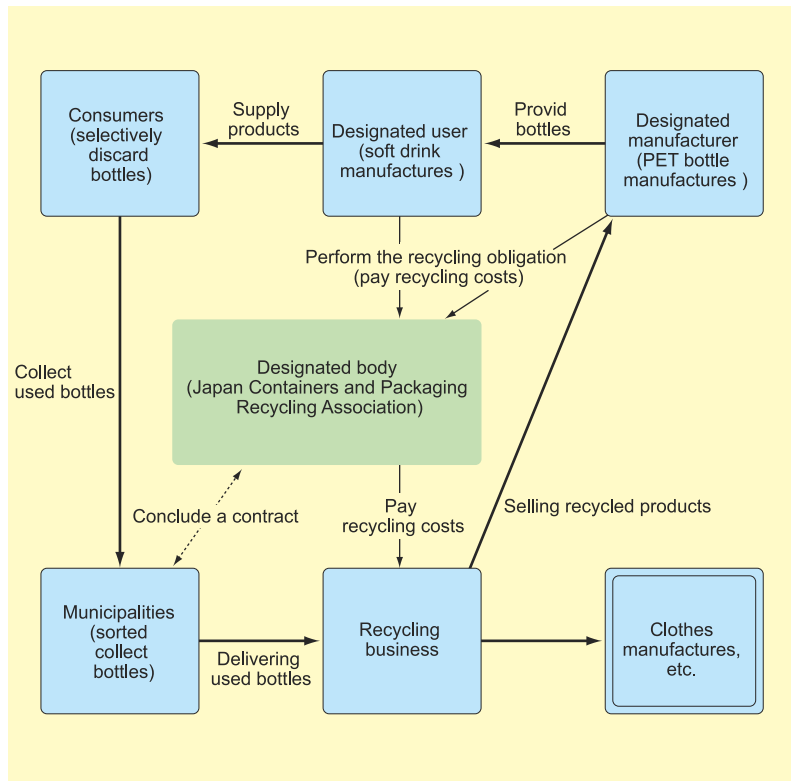 Consumers
(selectively
discard
bottles)
Supply
products
Designated user
(soft drink
manufactures )
Provid
bottles
Designated
manufacturer
(PET bottle
manufactures )
Perform the recycling obligation
(pay recycling costs)
Designated body
(Japan Containers and Packaging
Recycling Association)
Collect
used bottles
Conclude a contract
Pay
recycling costs
Selling recycled products
Municipalities
(sorted
collect
bottles)
Delivering
used bottles
Recycling
business
Clothes
manufactures,
etc.